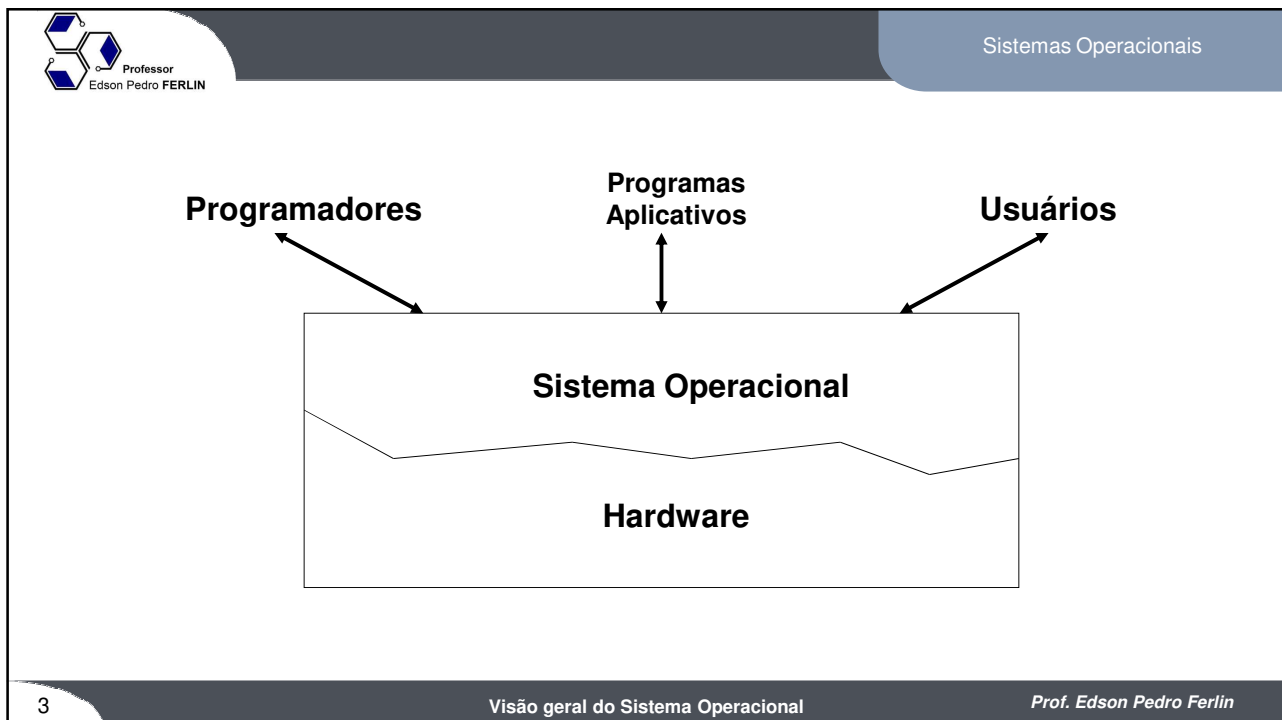 Professor
Edson Pedro FERLIN
Sistemas Operacionais
Programadores
Programas
Aplicativos
Usuários
Sistema Operacional
Hardware
3
Visão geral do Sistema Operacional
Prof. Edson Pedro Ferlin